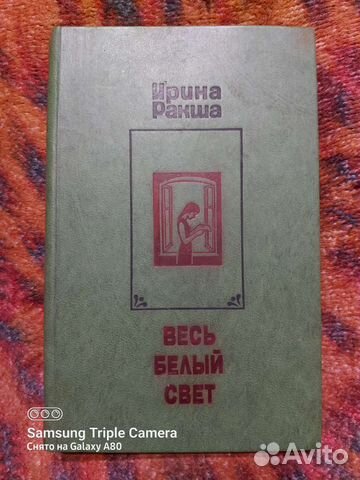 Ирина
Ракша
ВЕСЬ
БЕЛЫЙ
СВЕТ
Samsung Triple Camera
Снято на Galaxy A80
Avito